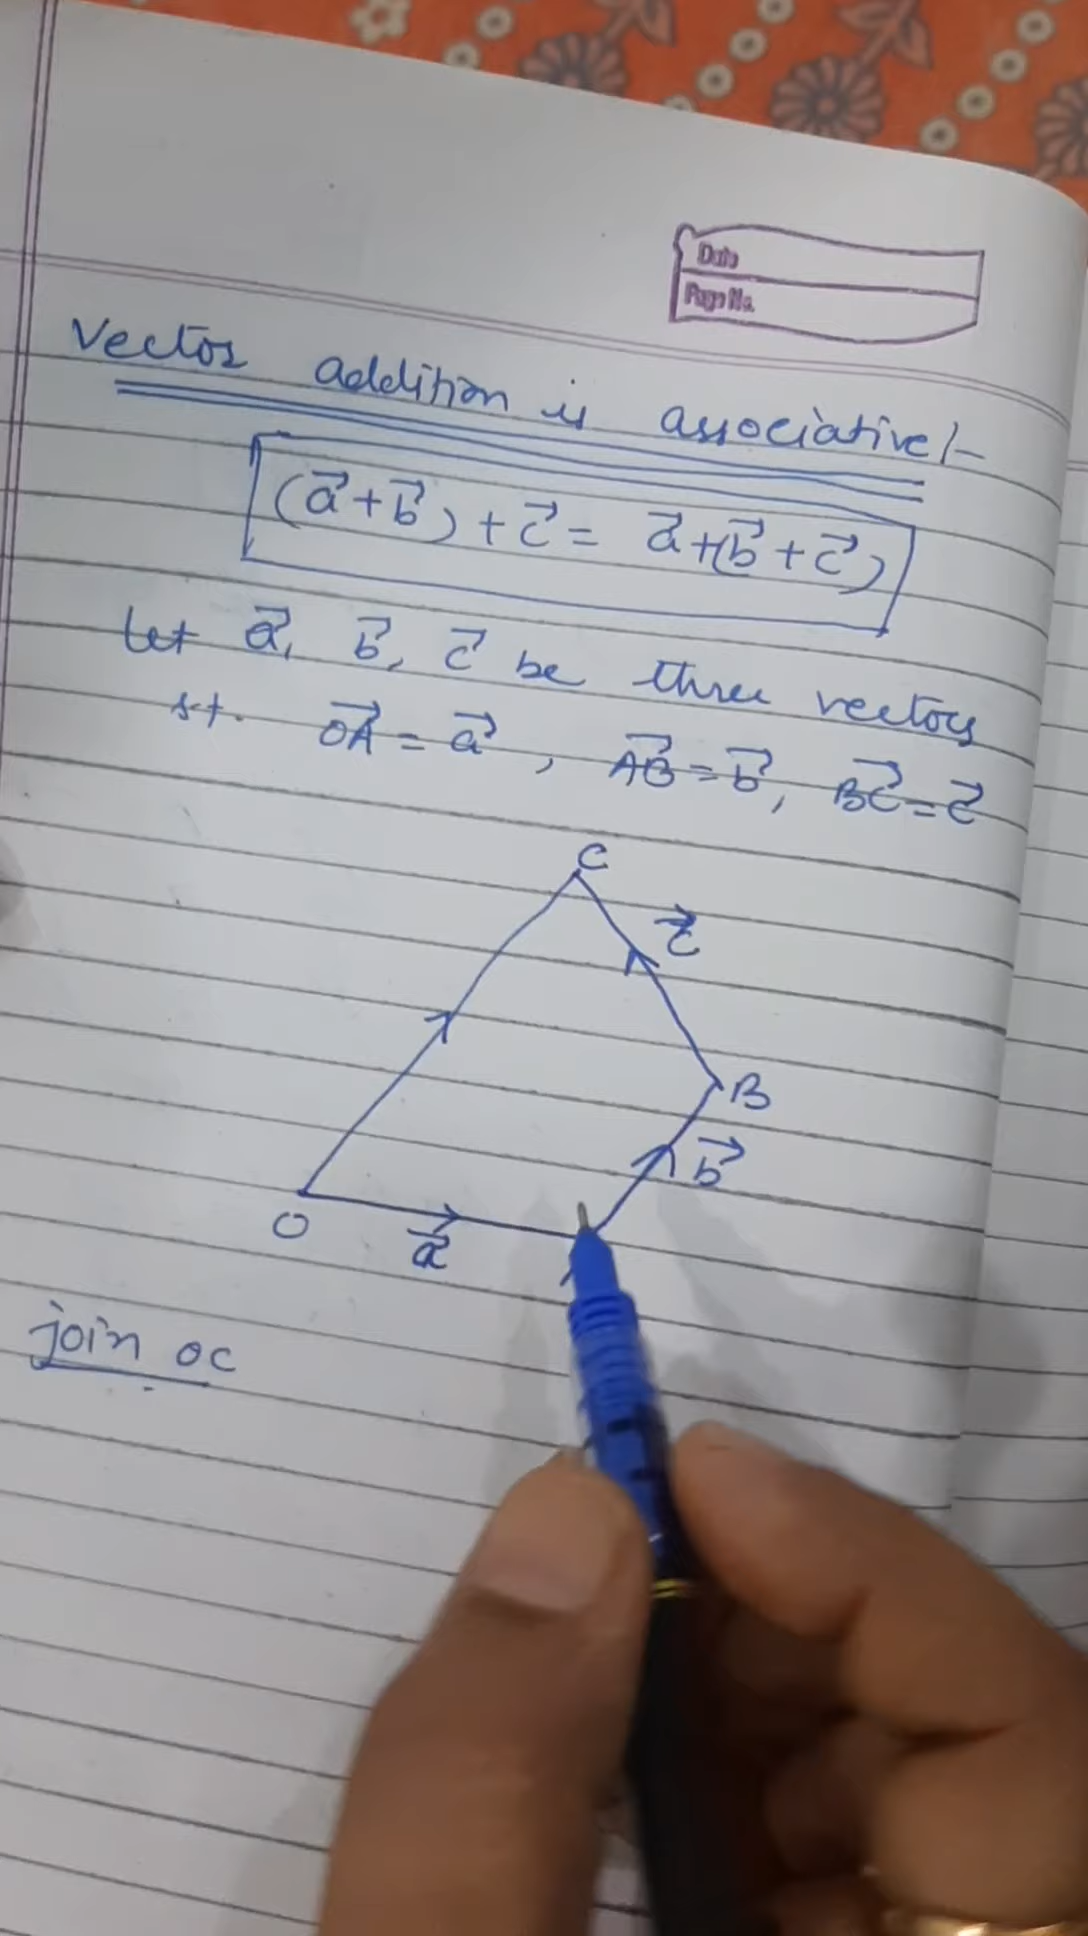 Date
Page No.
Vector addition is associative/-
(a⃗+b⃗)+c⃗ = a⃗+(b⃗+c⃗)
let a⃗, b⃗, c⃗ be three vectors
s.t. OA⃗ = a⃗, AB⃗ = b⃗, BC⃗ = c⃗
C
c⃗
B
b⃗
O
a⃗
join OC